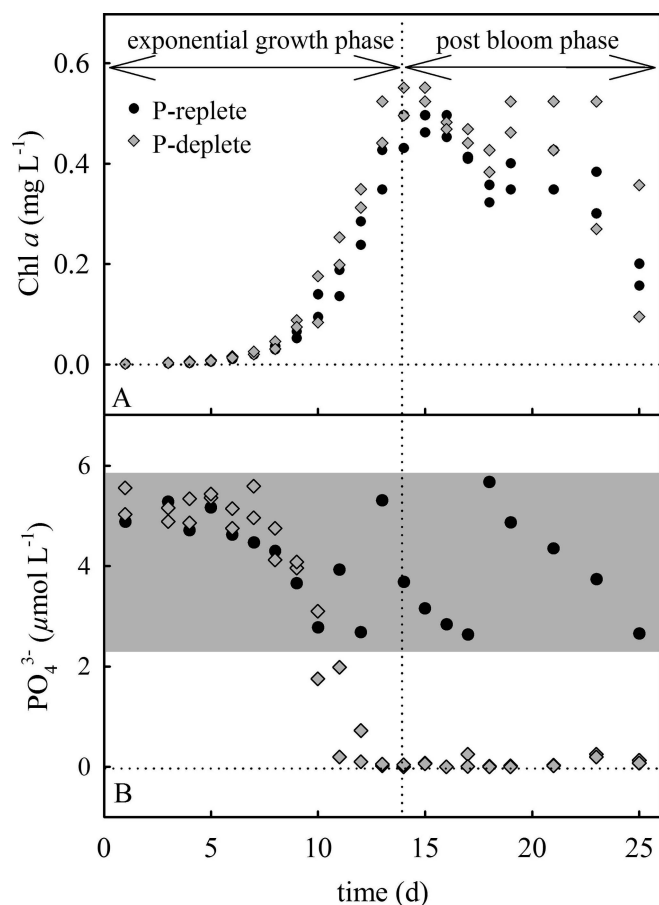 exponential growth phase post bloom phase
0.6
P-replete
P-deplete
0.4
Chl a (mg L⁻¹)
0.2
0.0
A
6
4
PO₄³⁻ (µmol L⁻¹)
2
0
B
0 5 10 15 20 25
time (d)